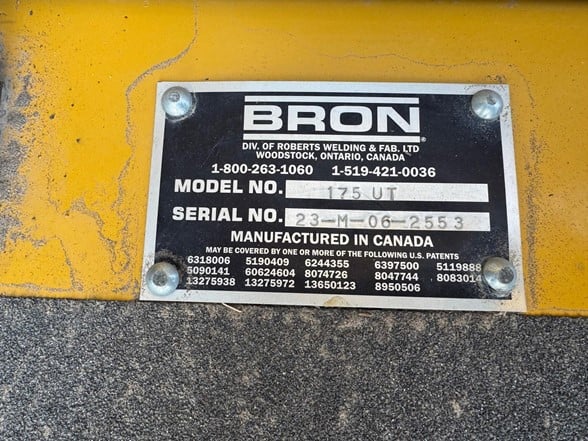 BRON®
DIV. OF ROBERTS WELDING & FAB. LTD
WOODSTOCK, ONTARIO, CANADA
1-800-263-1060 1-519-421-0036
MODEL NO. 175 UT
SERIAL NO. 23-M-06-2553
MANUFACTURED IN CANADA
MAY BE COVERED BY ONE OR MORE OF THE FOLLOWING U.S. PATENTS
6318006 5190409 6244355 6397500 5119888
5090141 60624604 8074726 8047744 8083014
13275938 13275972 13650123 8950506